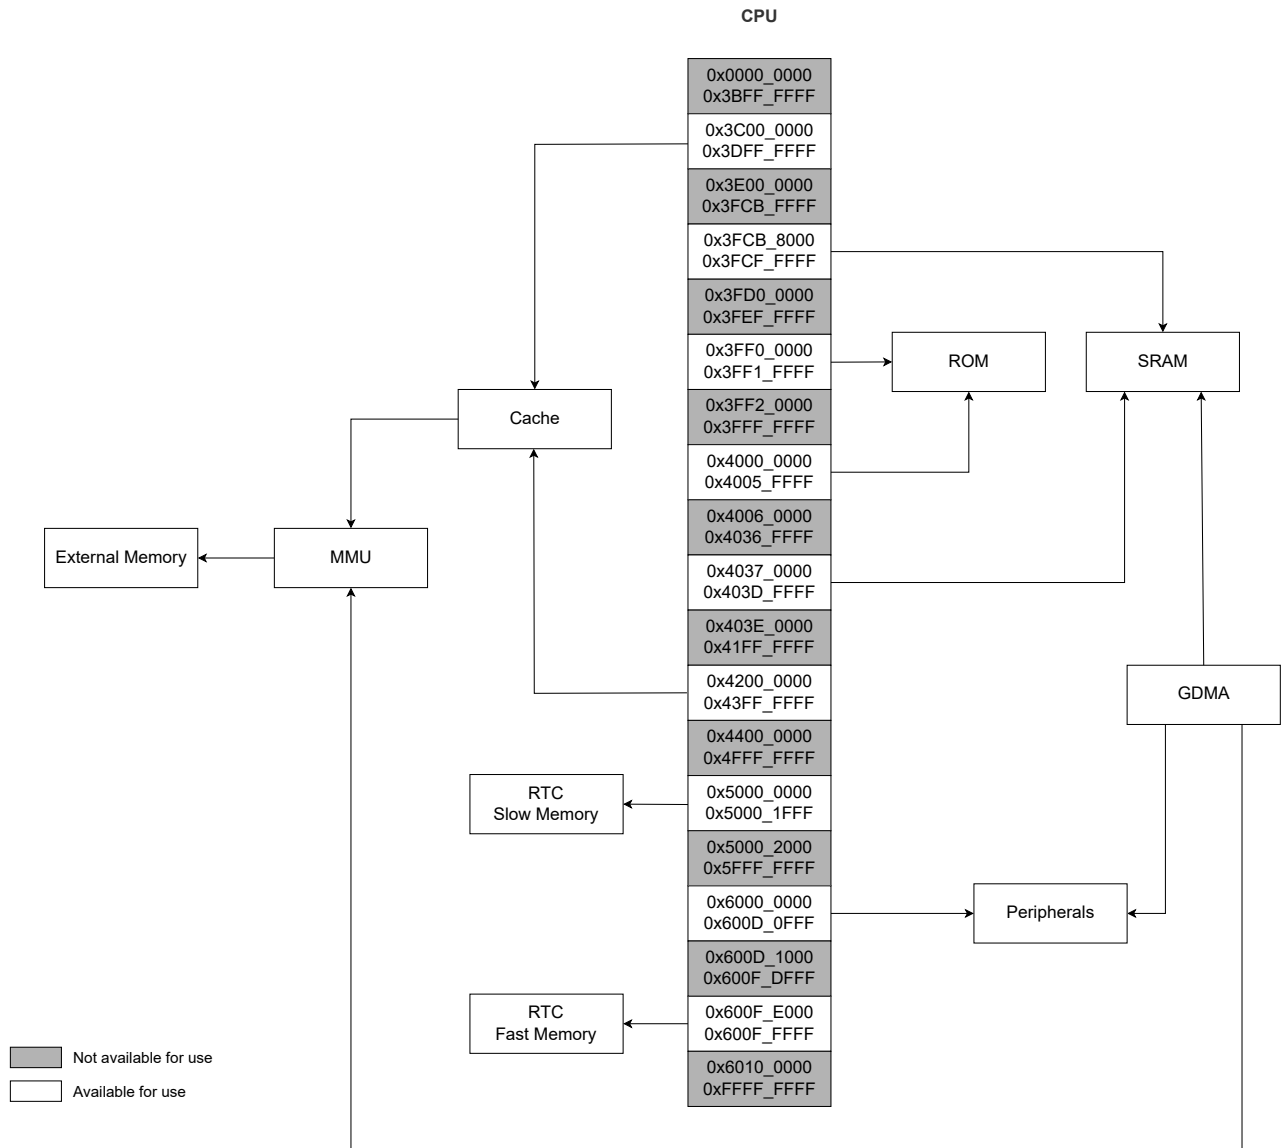 CPU
0x0000_0000
0x3BFF_FFFF
0x3C00_0000
0x3DFF_FFFF
0x3E00_0000
0x3FCB_FFFF
0x3FCB_8000
0x3FCF_FFFF
0x3FD0_0000
0x3FEF_FFFF
0x3FF0_0000
0x3FF1_FFFF
ROM
SRAM
0x3FF2_0000
0x3FFF_FFFF
Cache
0x4000_0000
0x4005_FFFF
0x4006_0000
0x4036_FFFF
External Memory
MMU
0x4037_0000
0x403D_FFFF
0x403E_0000
0x41FF_FFFF
0x4200_0000
0x43FF_FFFF
GDMA
0x4400_0000
0x4FFF_FFFF
RTC
Slow Memory
0x5000_0000
0x5000_1FFF
0x5000_2000
0x5FFF_FFFF
0x6000_0000
0x600D_0FFF
Peripherals
0x600D_1000
0x600F_DFFF
RTC
Fast Memory
0x600F_E000
0x600F_FFFF
Not available for use
Available for use
0x6010_0000
0xFFFF_FFFF